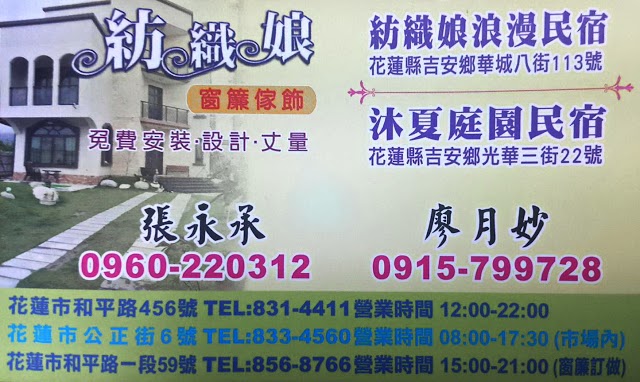 紡織娘
窗簾傢飾
免費安裝·設計·丈量
紡織娘浪漫民宿
花蓮縣吉安鄉華城八街113號
沐夏庭園民宿
花蓮縣吉安鄉光華三街22號
張永承
0960-220312
廖月妙
0915-799728
花蓮市和平路456號 TEL:831-4411 營業時間 12:00-22:00
花蓮市公正街6號 TEL:833-4560 營業時間 08:00-17:30 (市場內)
花蓮市和平路一段59號 TEL:856-8766 營業時間 15:00-21:00 (窗簾訂做)